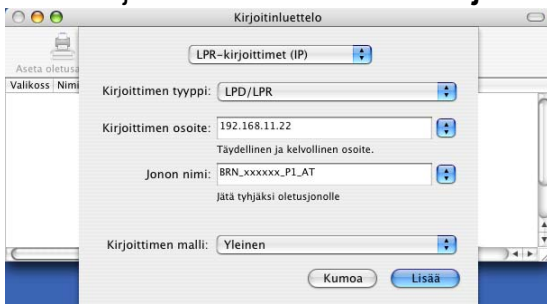 Kirjoitinluettelo
LPR-kirjoittimet (IP)
Aseta oletusa
Valikoss Nimi
Kirjoittimen tyyppi: LPD/LPR
Kirjoittimen osoite: 192.168.11.22
Täydellinen ja kelvollinen osoite.
Jonon nimi: BRN_xxxxxx_P1_AT
Jätä tyhjäksi oletusjonolle
Kirjoittimen malli: Yleinen
Kumoa Lisää